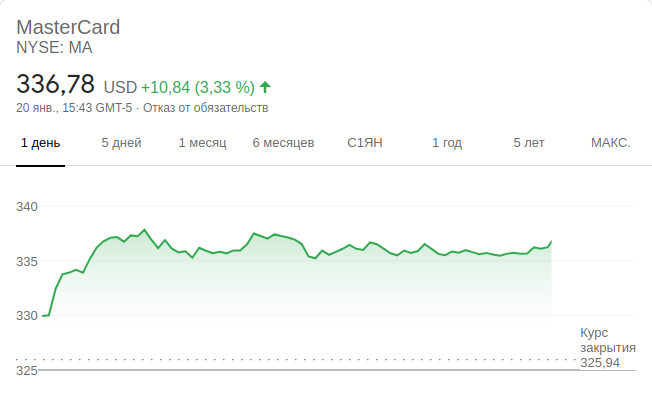 MasterCard
NYSE: MA
336,78 USD +10,84 (3,33 %)
20 янв., 15:43 GMT-5 · Отказ от обязательств
1 день 5 дней 1 месяц 6 месяцев С1ЯН 1 год 5 лет МАКС.
340
335
330
325
Курс
закрытия
325,94